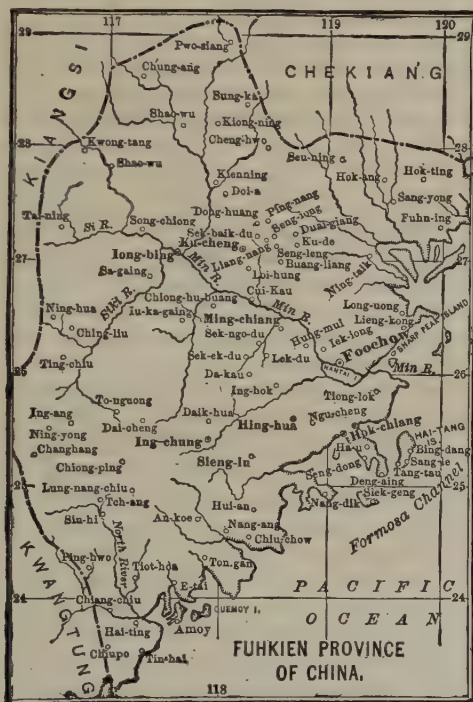 117
119
120
29
29
Pwo-siang
Chung-ang
CHEKIANG
KIANGSI
Sung-ka
Shao-wu
Kiong-ning
28
Cheng-hwo
28
Kwong-tang
Seu-ning
Shao-wu
Kienning
Hok-ang
Hok-ting
Doi-a
Sang-yong
Dong-huang
Ping-nang
Fuhn-ing
Ta-ning
Song-chiong
Seng-iong
Si R.
Sek-baik-du
Duai-giang
Ku-cheng
Ku-de
Iong-bing
Liang-nang
Seng-leng
27
Min R.
Buang-liang
27
Sa-gaing
Loi-hung
Ning-taik
Cui-Kau
Siki R.
Chiong-hu-buang
Min R.
Long-nong
Ning-hua
Iu-ka-gaing
Ming-chiang
Lieng-kong
Ching-liu
Hung-mui
SHARP PEAK ISLAND
Sek-ngo-du
Iek-iong
Foochow
Ting-chiu
Sek-ek-du
Lek-du
NANTAI I.
Min R.
25
Da-kau
26
Ing-hok
Tiong-lok
To-nguong
Ing-ang
Daik-hua
Hing-hua
Ngu-cheng
Dai-cheng
Hok-chiang
HAI-TANG IS.
Ning-yong
Ing-chung
Ha-u
Bing-dang
Changhang
Sieng-iu
Sang-ie
Chiong-ping
Seng-dong
Tang-tau
25
Deng-aing
25
Lung-nang-chiu
Siek-geng
Tch-ang
Hui-an
Nang-dik
Sin-hi
An-koe
Formosa Channel
Nang-ang
North River
Chiu-chow
KWANGTUNG
Ping-hwo
Ton-gan
Tiot-hoa
PACIFIC
E-tai
24
24
Chiang-chiu
QUEMOY I.
OCEAN
Hai-ting
Amoy
FUHKIEN PROVINCE
Chiupo
OF CHINA.
Tin-hai
118